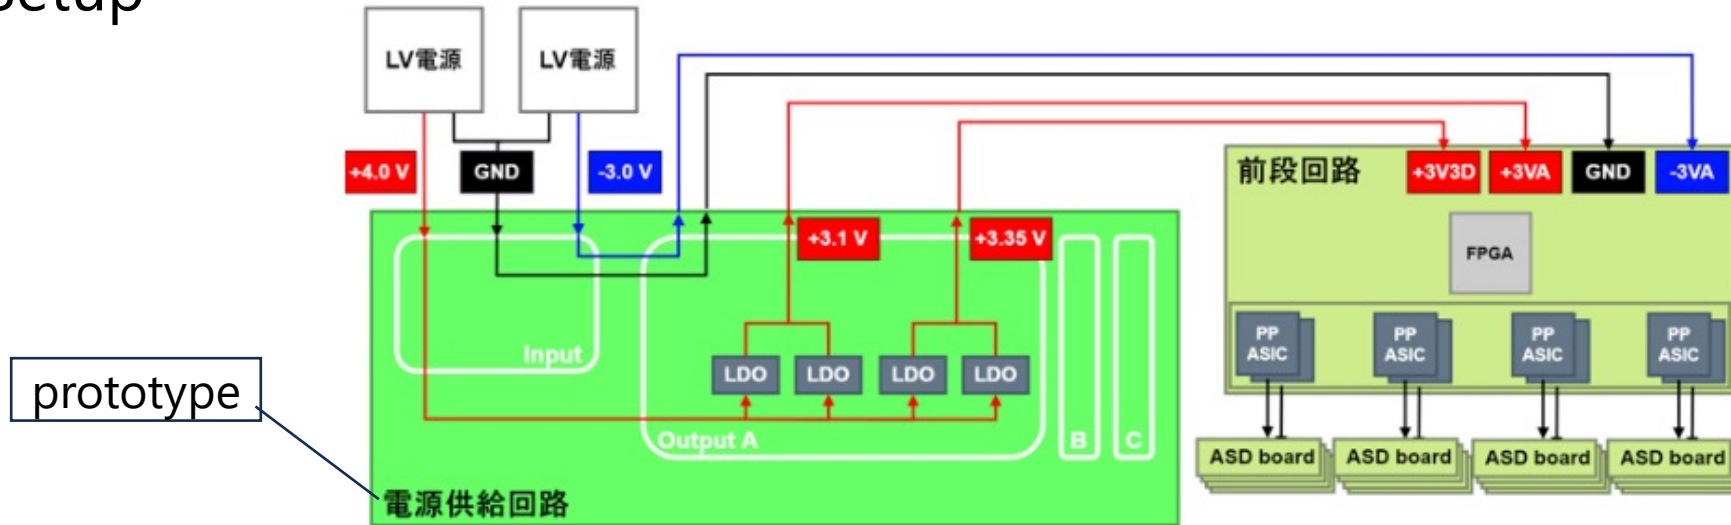 setup
LV電源
LV電源
+4.0 V
GND
-3.0 V
前段回路
+3V3D
+3VA
GND
-3VA
+3.1 V
+3.35 V
FPGA
Input
LDO
LDO
LDO
LDO
PP
ASIC
PP
ASIC
PP
ASIC
PP
ASIC
prototype
Output A
B
C
ASD board
ASD board
ASD board
ASD board
電源供給回路